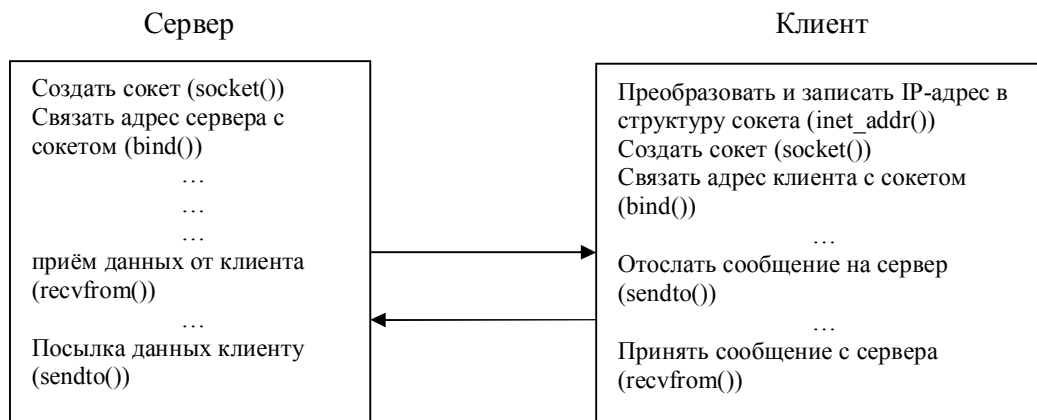 Сервер
Создать сокет (socket())
Связать адрес сервера с
сокетом (bind())
…
…
…
приём данных от клиента
(recvfrom())
…
Посылка данных клиенту
(sendto())
Клиент
Преобразовать и записать IP-адрес в
структуру сокета (inet_addr())
Создать сокет (socket())
Связать адрес клиента с сокетом
(bind())
…
Отослать сообщение на сервер
(sendto())
…
Принять сообщение с сервера
(recvfrom())